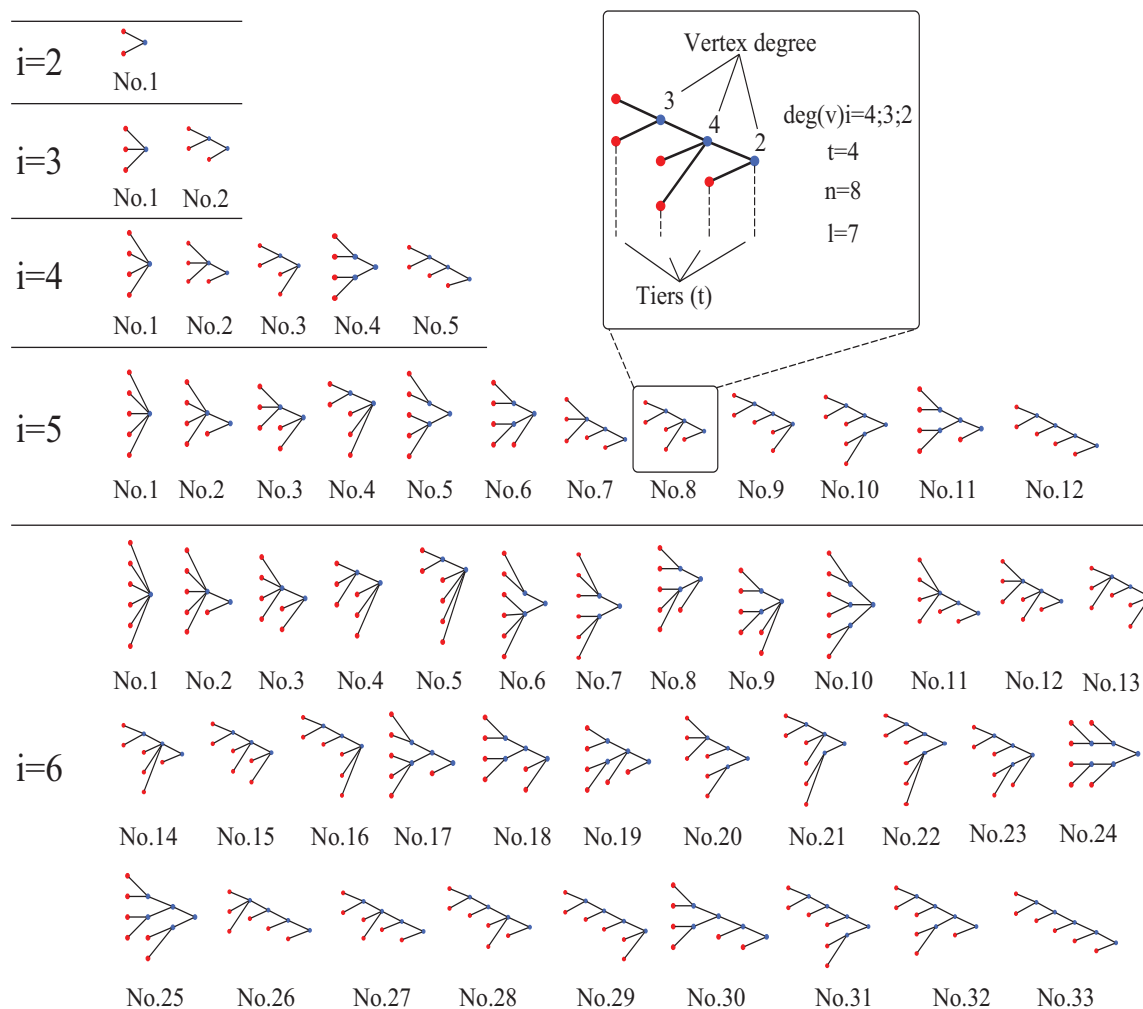 i=2
No.1
i=3
No.1 No.2
i=4
No.1 No.2 No.3 No.4 No.5
Vertex degree
3
4
2
deg(v)i=4;3;2
t=4
n=8
l=7
Tiers (t)
i=5
No.1 No.2 No.3 No.4 No.5 No.6 No.7 No.8 No.9 No.10 No.11 No.12
i=6
No.1 No.2 No.3 No.4 No.5 No.6 No.7 No.8 No.9 No.10 No.11 No.12 No.13
No.14 No.15 No.16 No.17 No.18 No.19 No.20 No.21 No.22 No.23 No.24
No.25 No.26 No.27 No.28 No.29 No.30 No.31 No.32 No.33